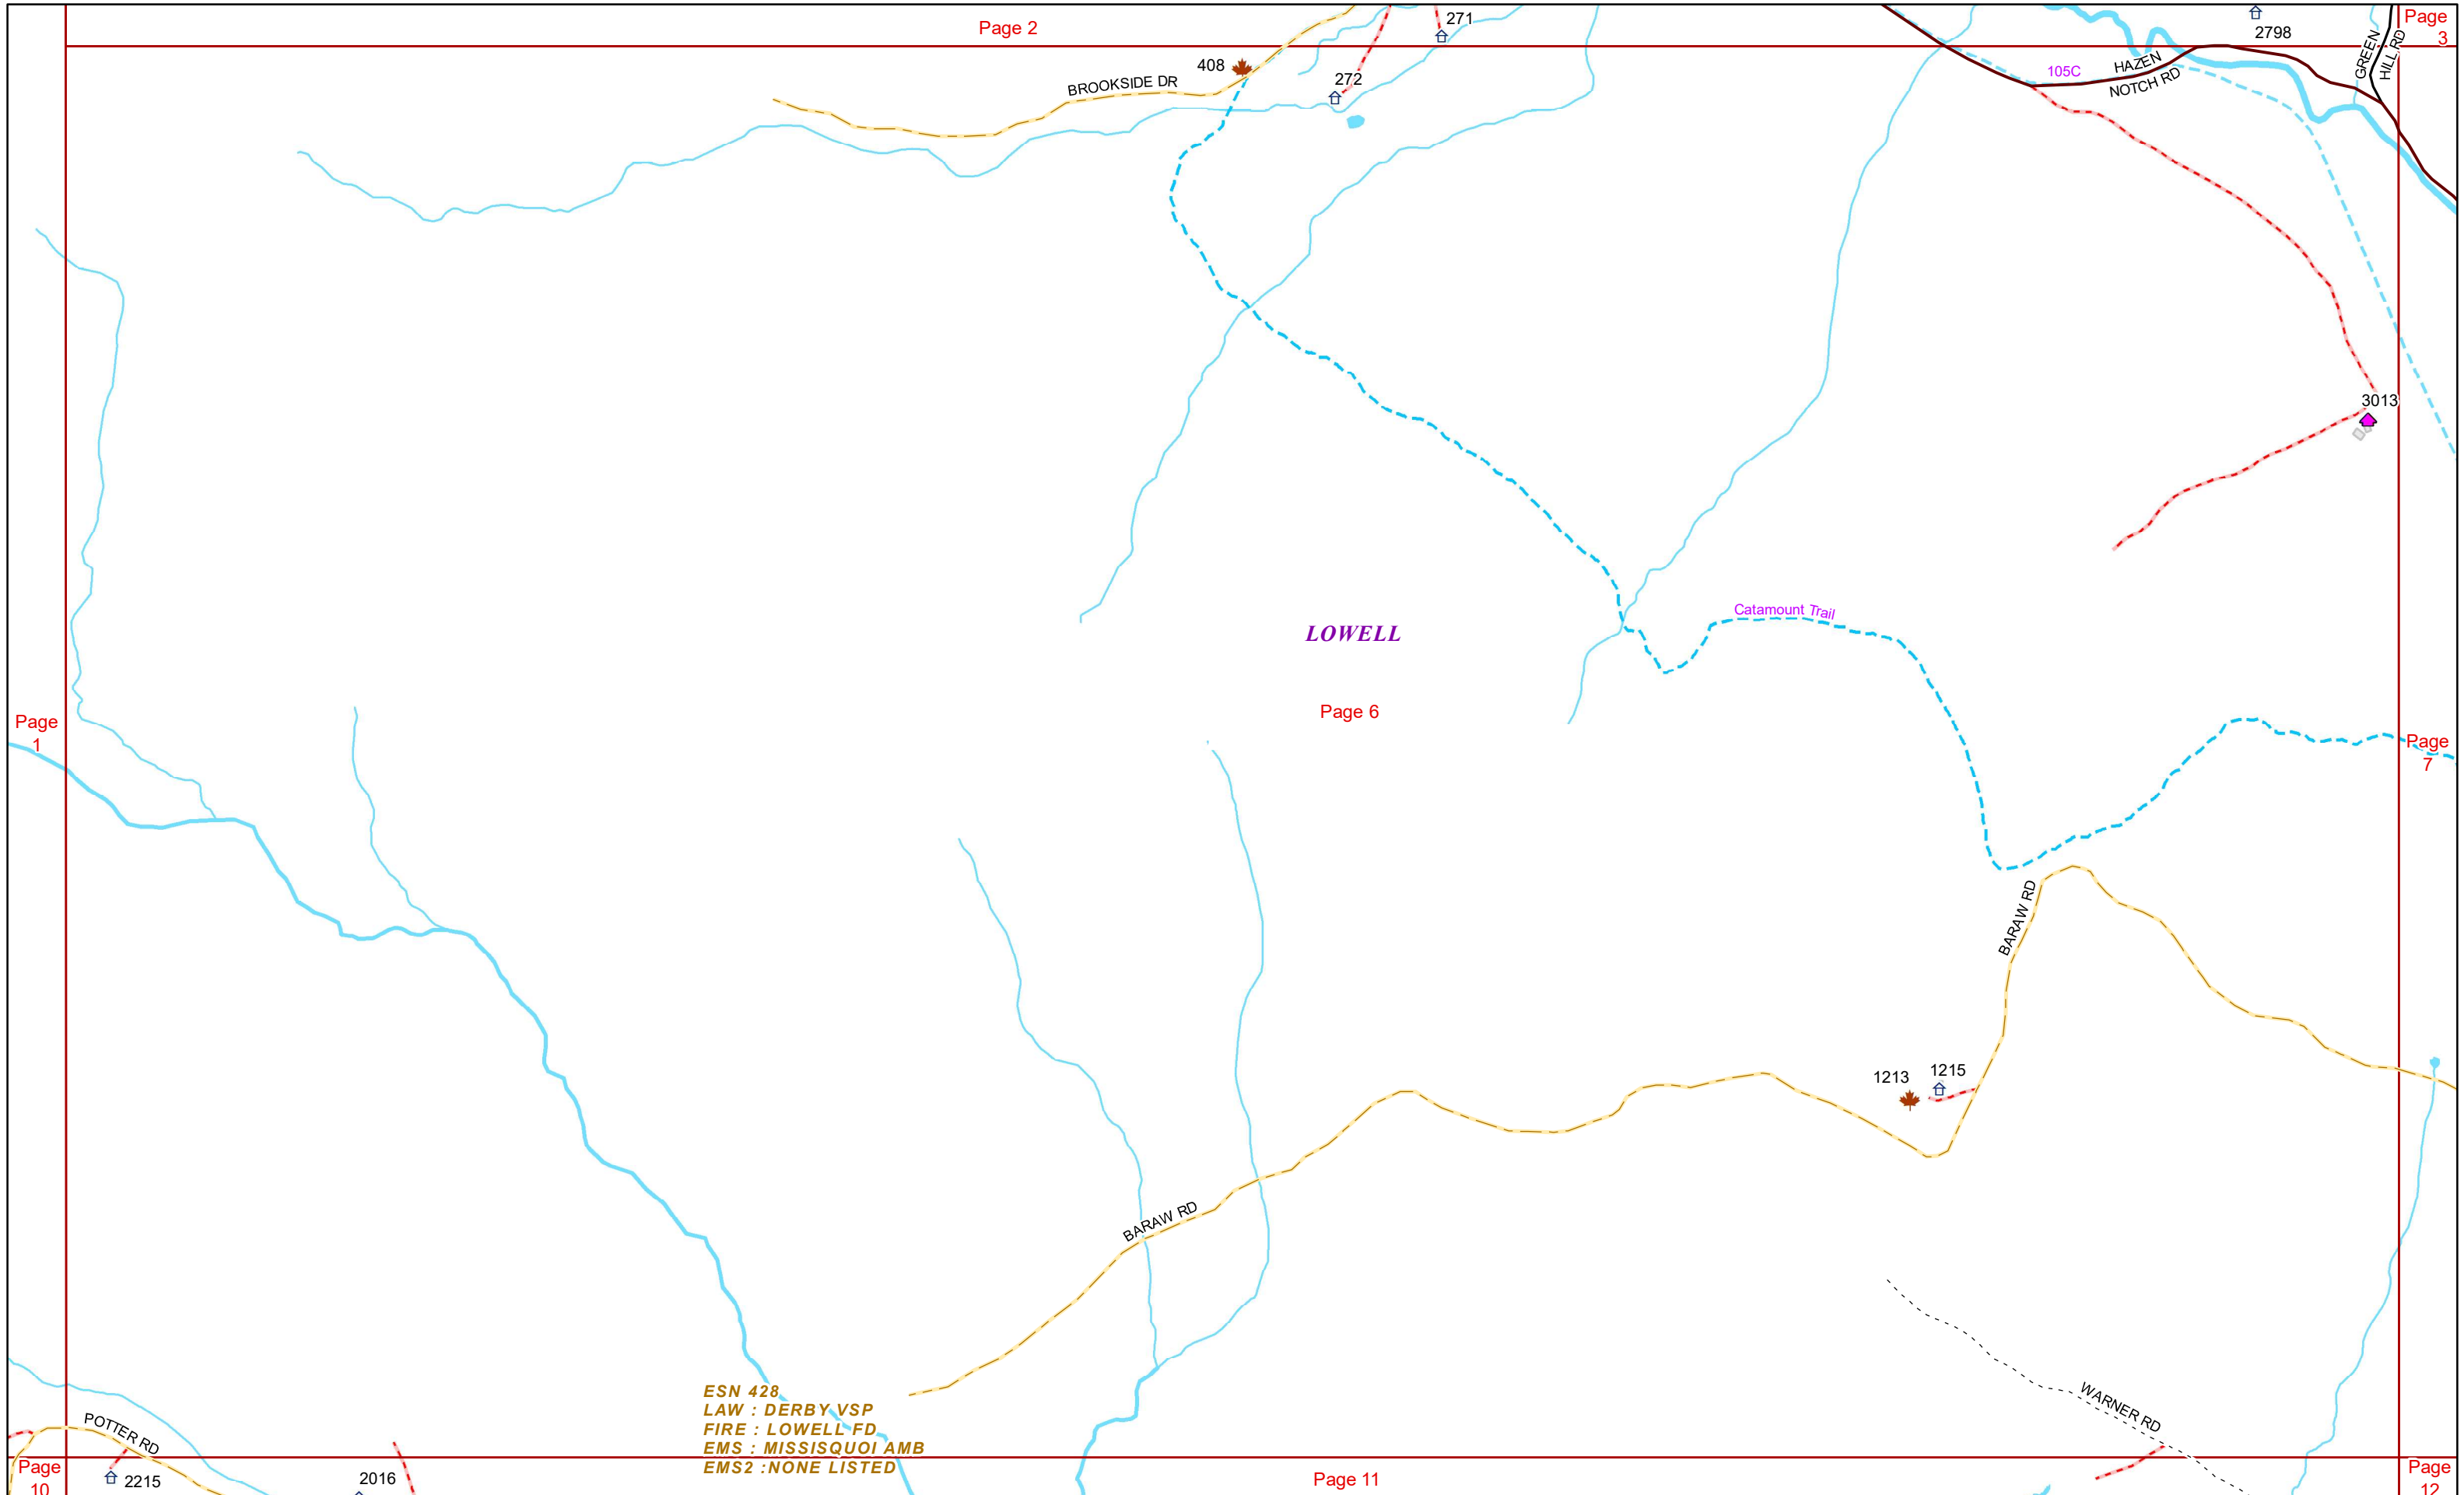 Page 2
271
2798
Page
3
GREEN
HILL RD
408
272
BROOKSIDE DR
105C
HAZEN
NOTCH RD
3013
Catamount Trail
LOWELL
Page 6
Page
1
Page
7
BARAW RD
1213
1215
BARAW RD
ESN 428
LAW : DERBY VSP
FIRE : LOWELL FD
EMS : MISSISQUOI AMB
EMS2 :NONE LISTED
WARNER RD
POTTER RD
Page
10
2215
2016
Page 11
Page
12